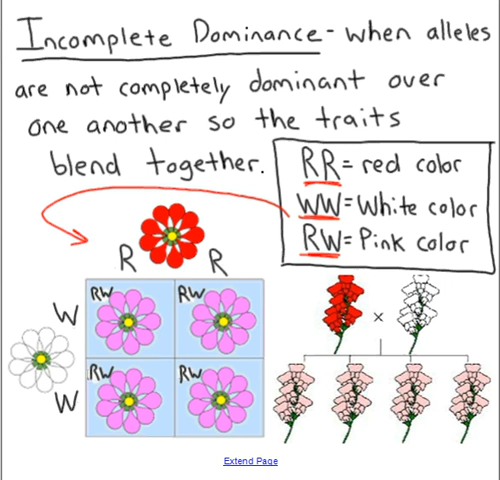 Incomplete Dominance - when alleles
are not completely dominant over
one another so the traits
blend together.
RR = red color
WW = White color
RW = Pink color
R R
W
W
RW RW
RW RW
x
Extend Page